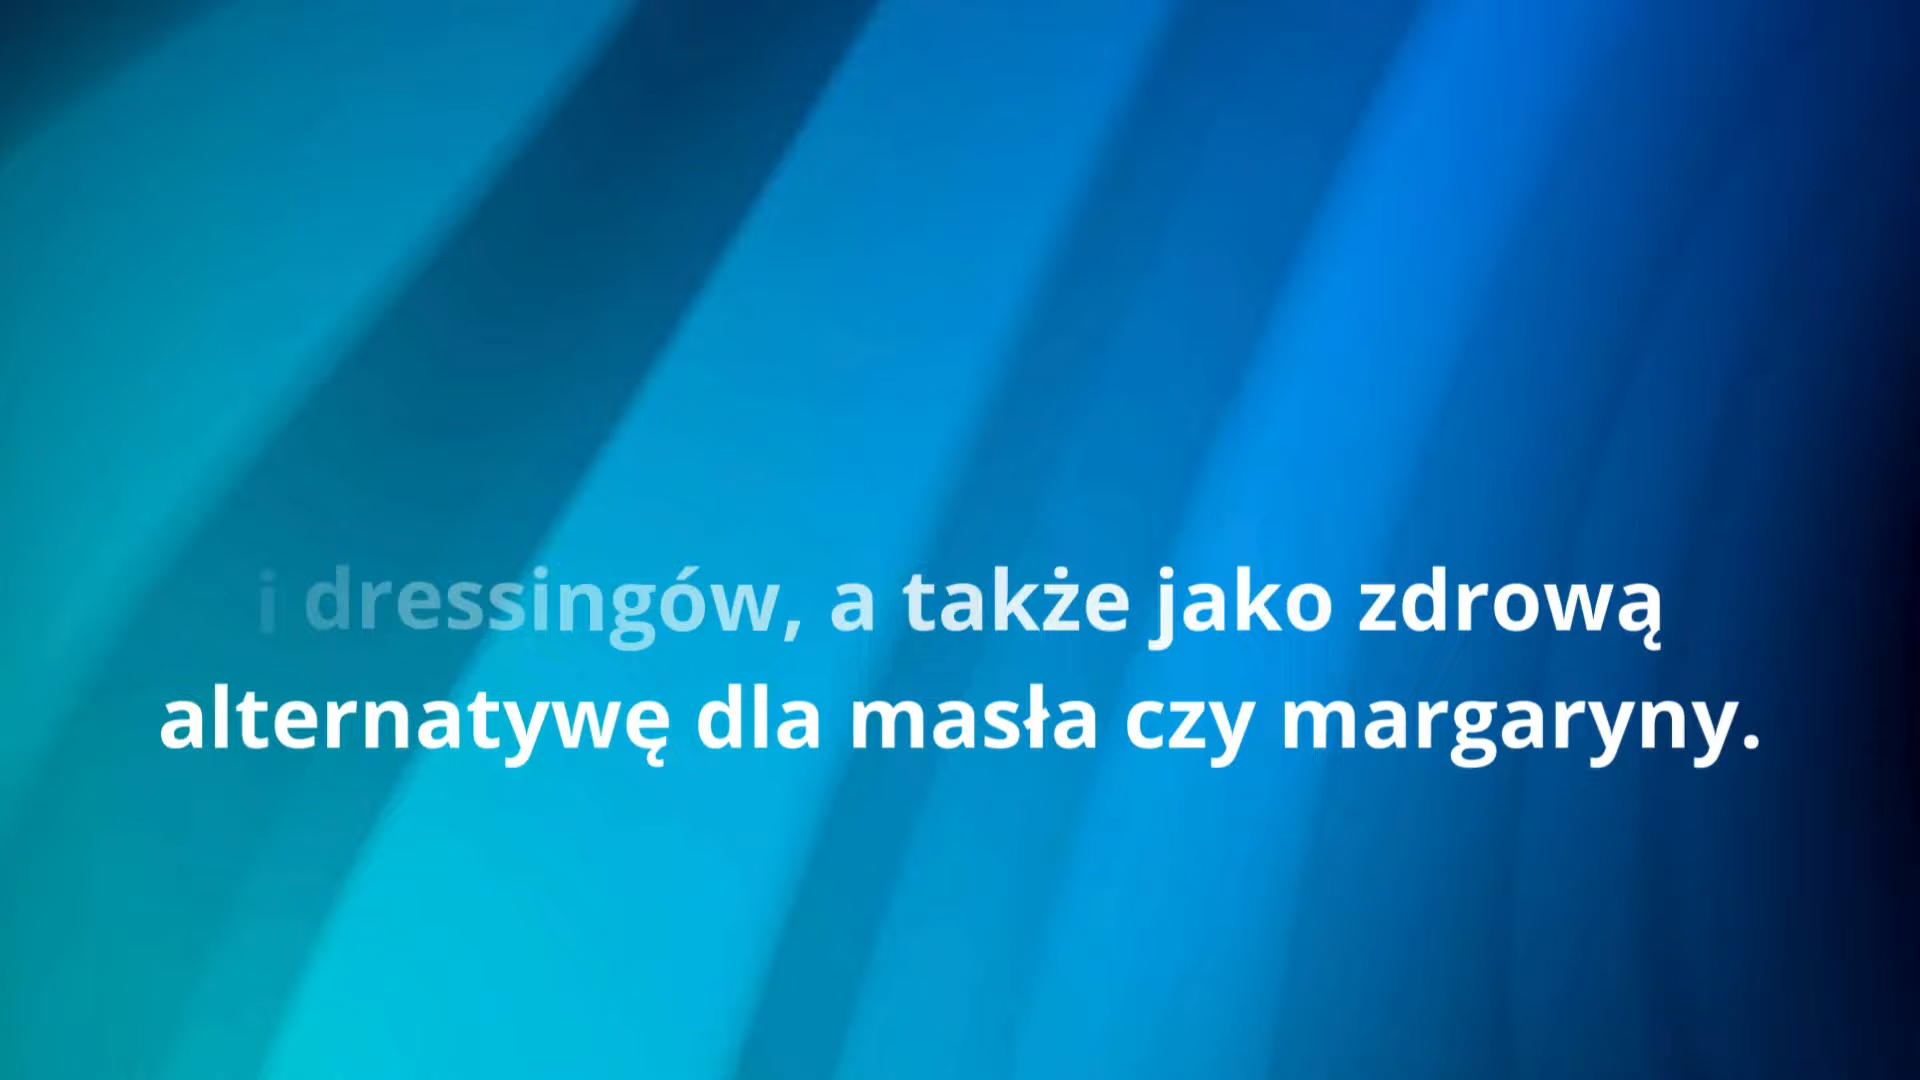 i dressingów, a także jako zdrową
alternatywę dla masła czy margaryny.